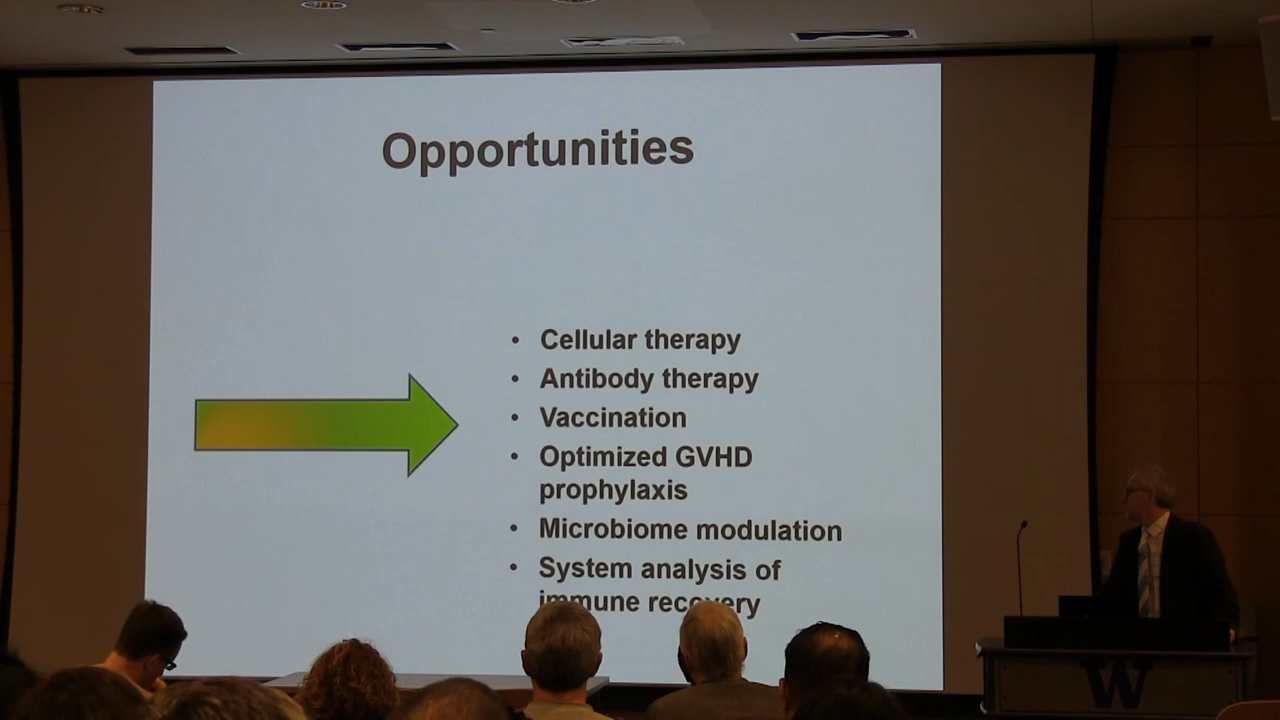 Opportunities
• Cellular therapy
• Antibody therapy
• Vaccination
• Optimized GVHD
prophylaxis
• Microbiome modulation
• System analysis of
immune recovery
W